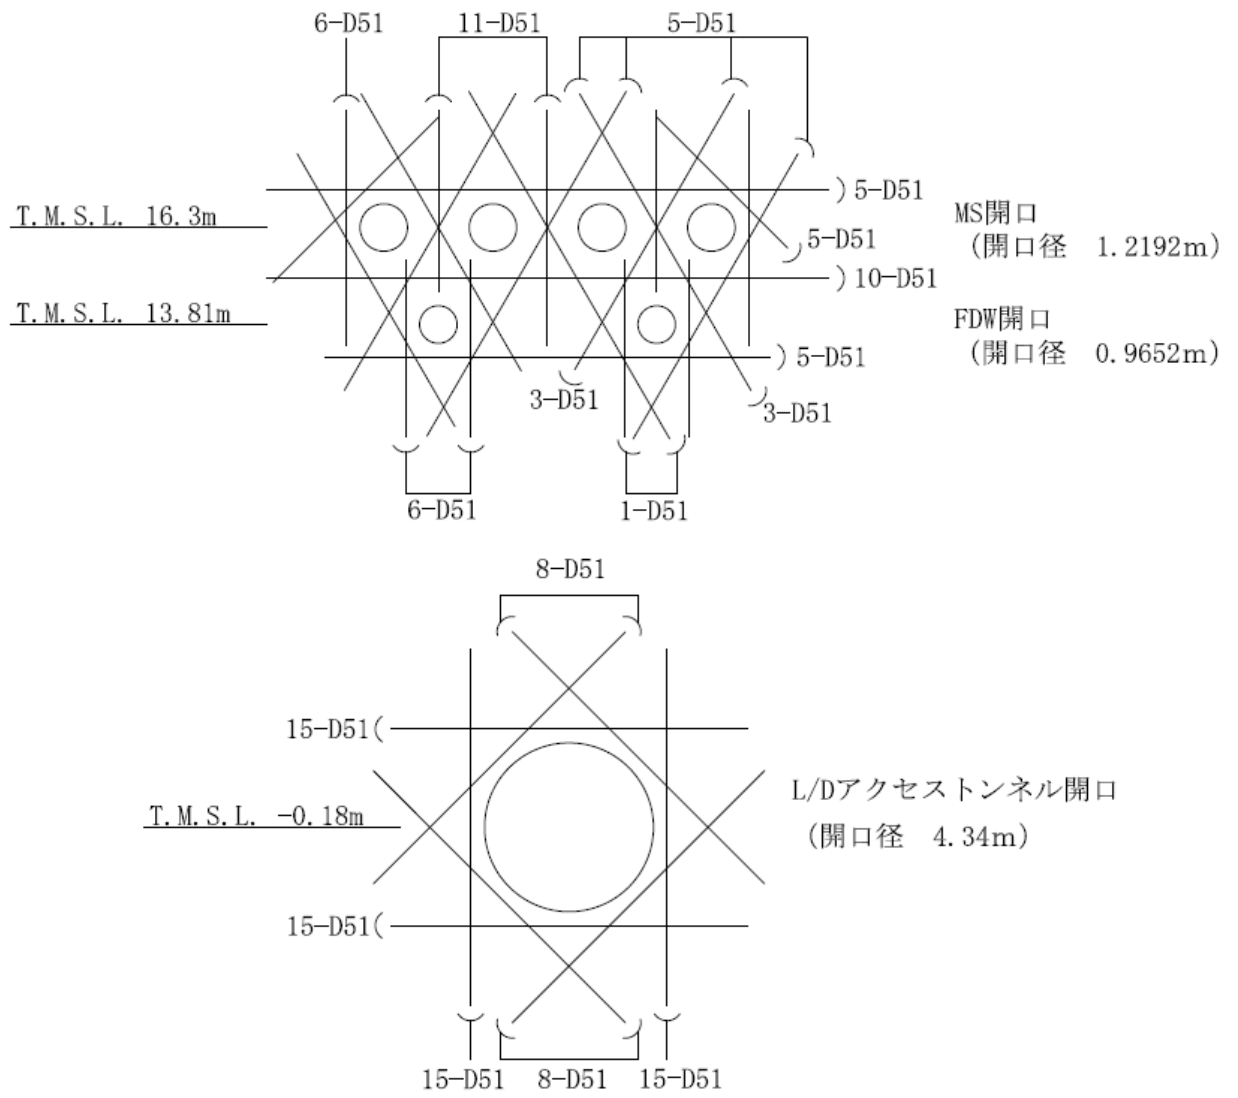 6-D51
11-D51
5-D51
5-D51
T.M.S.L. 16.3m
MS開口
（開口径　1.2192m）
5-D51
10-D51
T.M.S.L. 13.81m
FDW開口
（開口径　0.9652m）
5-D51
3-D51
3-D51
6-D51
1-D51
8-D51
15-D51
L/Dアクセストンネル開口
（開口径　4.34m）
T.M.S.L. -0.18m
15-D51
15-D51
8-D51
15-D51